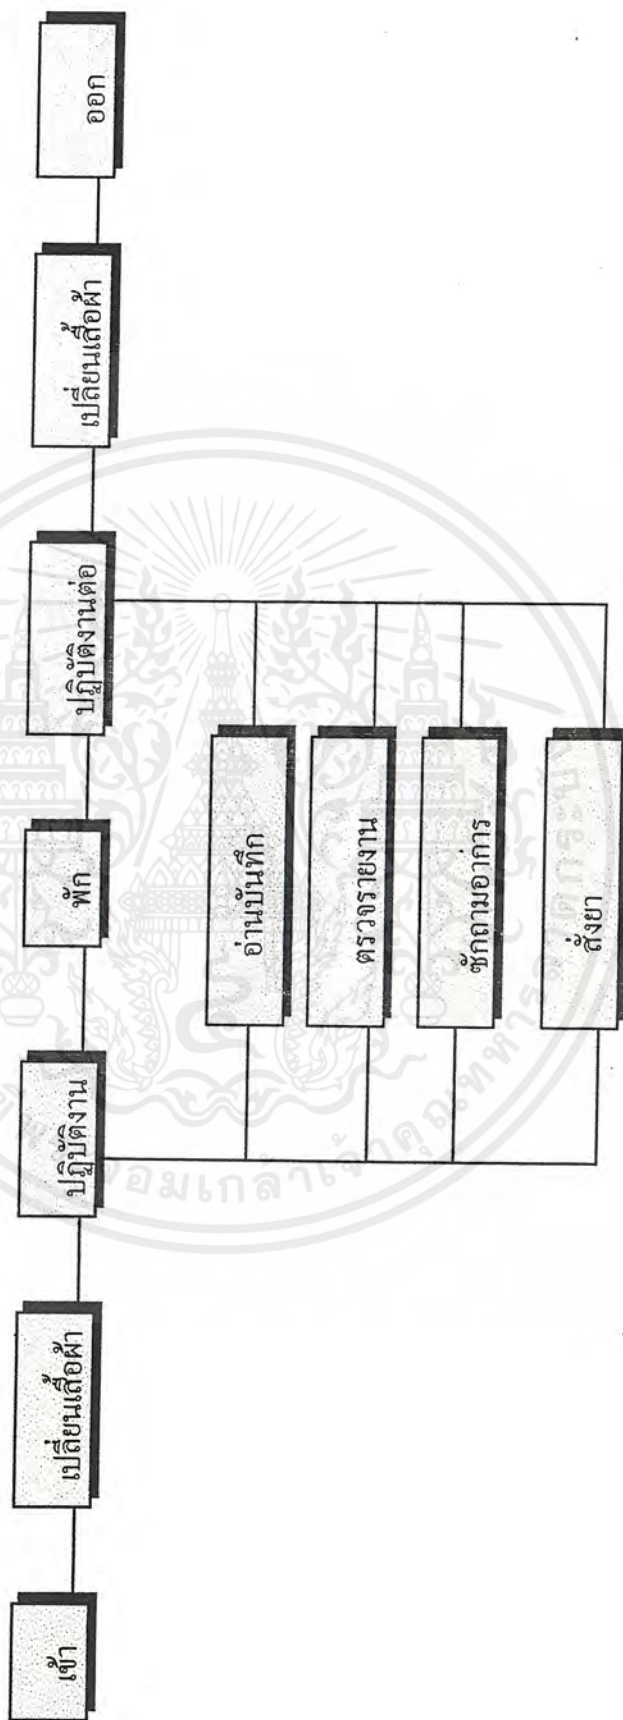 เข้า
เปลี่ยนเสื้อผ้า
ปฏิบัติงาน
พัก
ปฏิบัติงานต่อ
เปลี่ยนเสื้อผ้า
ออก
อ่านบันทึก
ตรวจรายงาน
ซักถามอาการ
สั่งยา